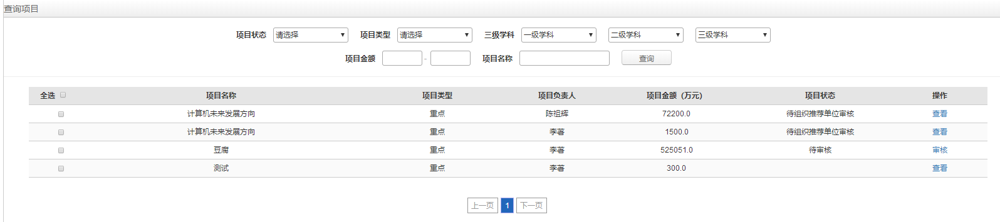 查询项目
项目状态 请选择 项目类型 请选择 三级学科 一级学科 二级学科 三级学科
项目金额 - 项目名称 查询
全选 项目名称 项目类型 项目负责人 项目金额（万元） 项目状态 操作
计算机未来发展方向 重点 陈祖辉 72200.0 待组织推荐单位审核 查看
计算机未来发展方向 重点 李蓉 1500.0 待组织推荐单位审核 查看
豆腐 重点 李蓉 525051.0 待审核 审核
测试 重点 李蓉 300.0 查看
上一页 1 下一页